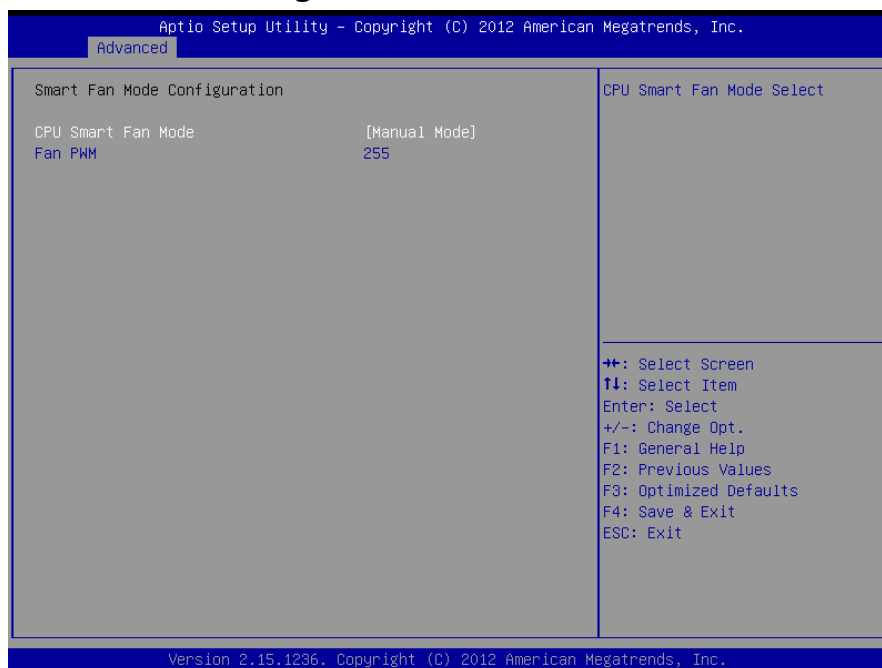 Aptio Setup Utility – Copyright (C) 2012 American Megatrends, Inc.
Advanced
Smart Fan Mode Configuration
CPU Smart Fan Mode [Manual Mode]
Fan PWM 255
CPU Smart Fan Mode Select
→←: Select Screen
↑↓: Select Item
Enter: Select
+/-: Change Opt.
F1: General Help
F2: Previous Values
F3: Optimized Defaults
F4: Save & Exit
ESC: Exit
Version 2.15.1236. Copyright (C) 2012 American Megatrends, Inc.